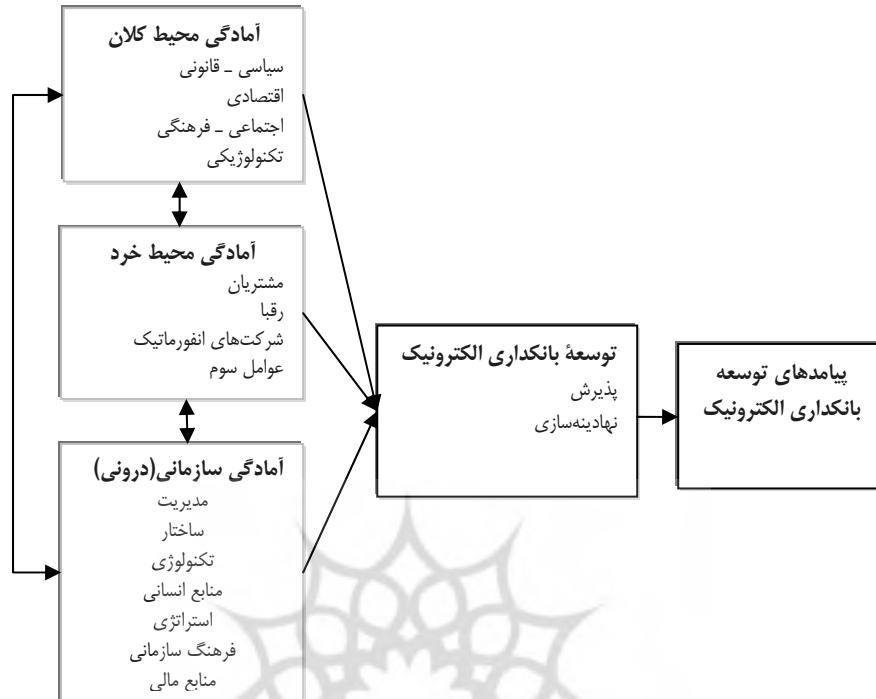 آمادگی محیط کلان
سیاسی ـ قانونی
اقتصادی
اجتماعی ـ فرهنگی
تکنولوژیکی
آمادگی محیط خرد
مشتریان
رقبا
شرکت‌های انفورماتیک
عوامل سوم
آمادگی سازمانی(درونی)
مدیریت
ساختار
تکنولوژی
منابع انسانی
استراتژی
فرهنگ سازمانی
منابع مالی
توسعۀ بانکداری الکترونیک
پذیرش
نهادینه‌سازی
پیامدهای توسعه
بانکداری الکترونیک